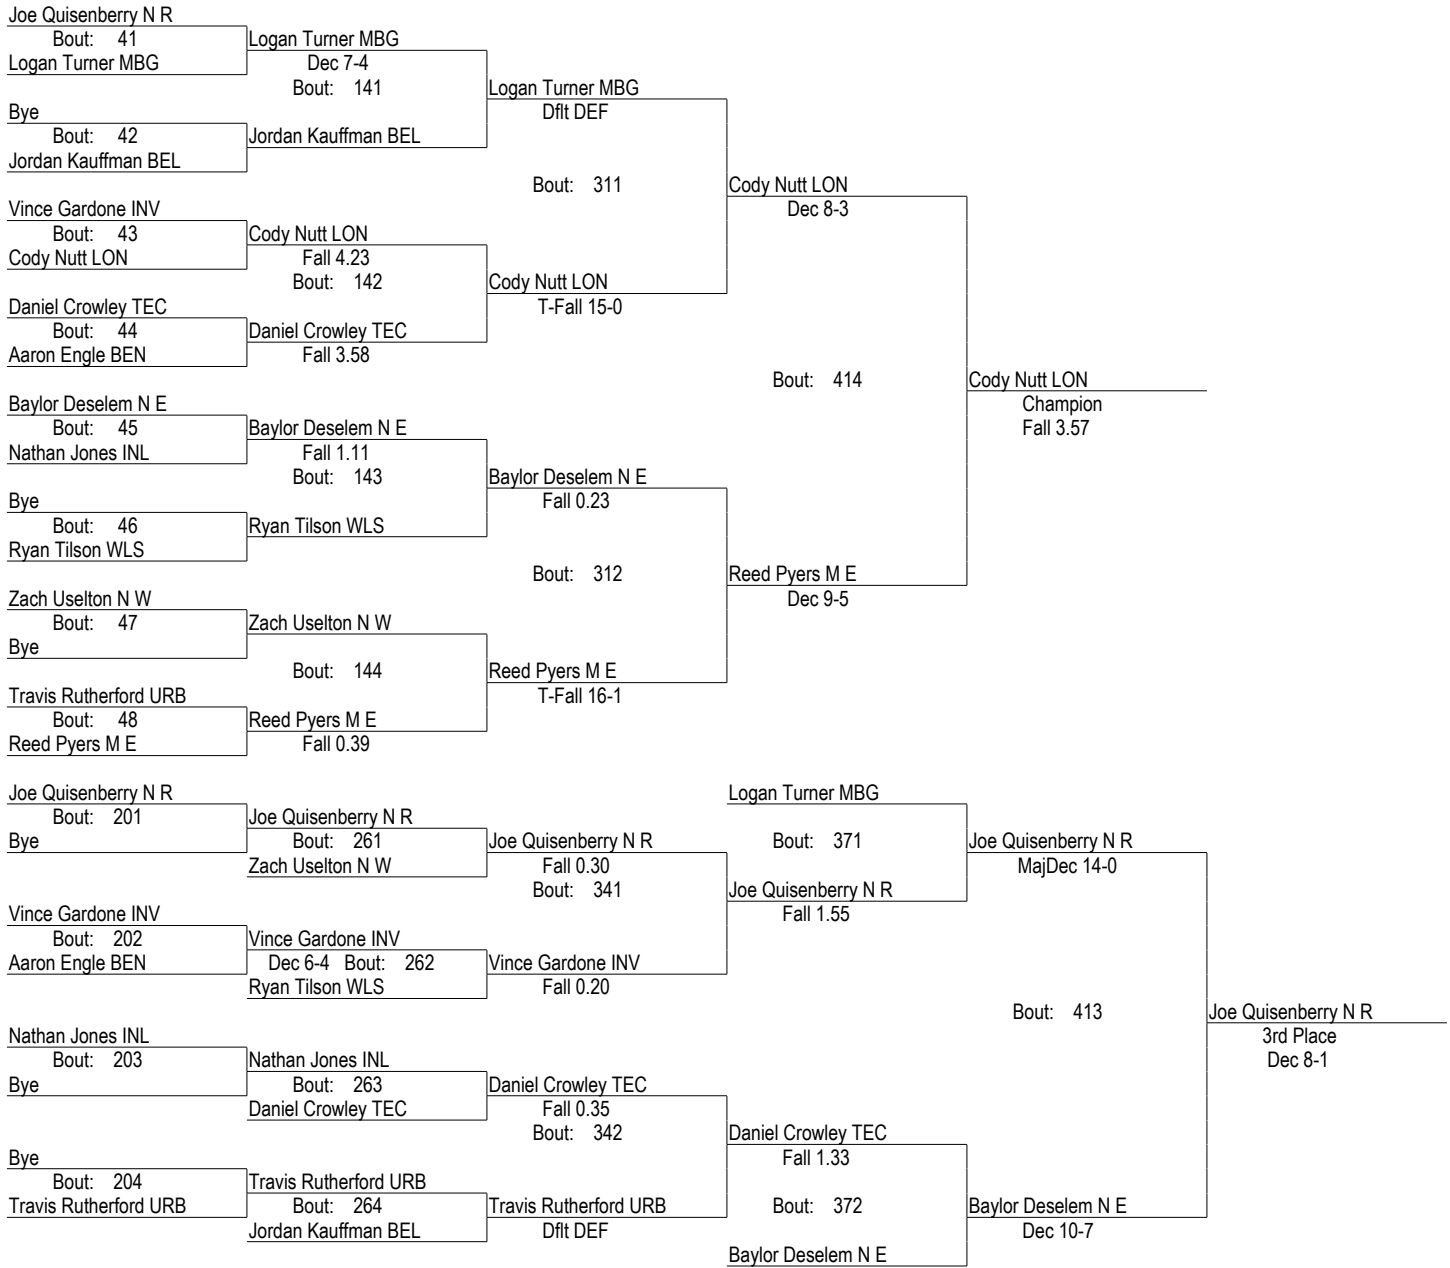 Joe Quisenberry N R
Bout: 41
Logan Turner MBG
Logan Turner MBG
Dec 7-4
Bout: 141
Logan Turner MBG
Dflt DEF
Bye
Bout: 42
Jordan Kauffman BEL
Jordan Kauffman BEL
Bout: 311
Cody Nutt LON
Dec 8-3
Vince Gardone INV
Bout: 43
Cody Nutt LON
Cody Nutt LON
Fall 4.23
Bout: 142
Cody Nutt LON
T-Fall 15-0
Daniel Crowley TEC
Bout: 44
Daniel Crowley TEC
Aaron Engle BEN
Fall 3.58
Bout: 414
Cody Nutt LON
Champion
Fall 3.57
Baylor Deselem N E
Bout: 45
Baylor Deselem N E
Nathan Jones INL
Fall 1.11
Bout: 143
Baylor Deselem N E
Fall 0.23
Bye
Bout: 46
Ryan Tilson WLS
Ryan Tilson WLS
Bout: 312
Reed Pyers M E
Dec 9-5
Zach Uselton N W
Bout: 47
Zach Uselton N W
Bye
Bout: 144
Reed Pyers M E
T-Fall 16-1
Travis Rutherford URB
Bout: 48
Reed Pyers M E
Reed Pyers M E
Fall 0.39
Joe Quisenberry N R
Bout: 201
Bye
Joe Quisenberry N R
Bout: 261
Zach Uselton N W
Joe Quisenberry N R
Fall 0.30
Bout: 341
Logan Turner MBG
Bout: 371
Joe Quisenberry N R
Fall 1.55
Joe Quisenberry N R
MajDec 14-0
Vince Gardone INV
Bout: 202
Aaron Engle BEN
Vince Gardone INV
Dec 6-4 Bout: 262
Ryan Tilson WLS
Vince Gardone INV
Fall 0.20
Bout: 413
Joe Quisenberry N R
3rd Place
Dec 8-1
Nathan Jones INL
Bout: 203
Bye
Nathan Jones INL
Bout: 263
Daniel Crowley TEC
Daniel Crowley TEC
Fall 0.35
Bout: 342
Daniel Crowley TEC
Fall 1.33
Bye
Bout: 204
Travis Rutherford URB
Travis Rutherford URB
Bout: 264
Jordan Kauffman BEL
Travis Rutherford URB
Dflt DEF
Bout: 372
Baylor Deselem N E
Baylor Deselem N E
Dec 10-7